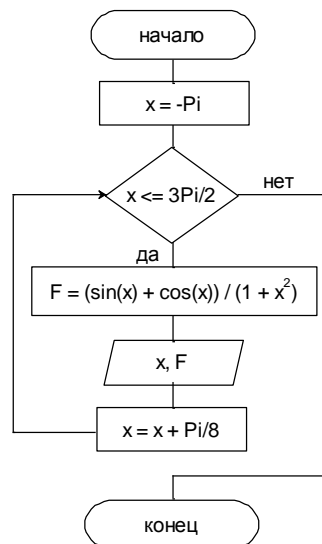 начало
x = -Pi
x <= 3Pi/2
нет
да
F = (sin(x) + cos(x)) / (1 + x²)
x, F
x = x + Pi/8
конец